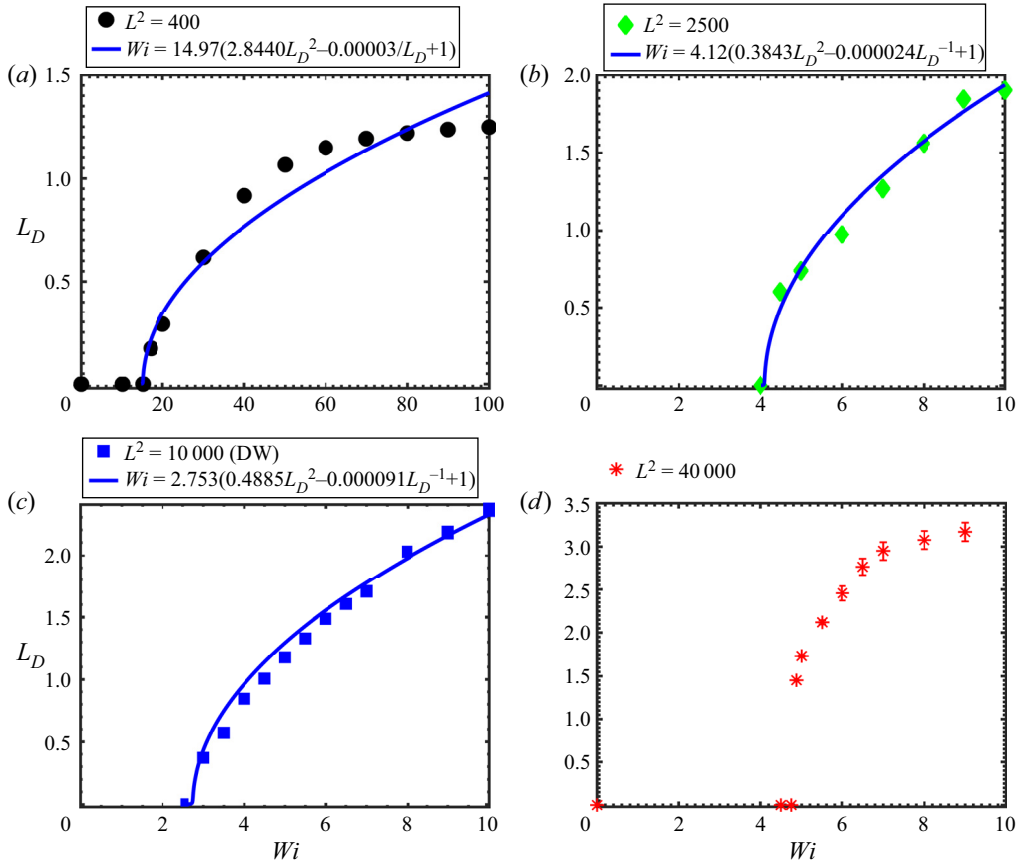 L² = 400
Wi = 14.97(2.8440L_D²–0.00003/L_D+1)
(a)
1.5
1.0
0.5
L_D
0 20 40 60 80 100
L² = 2500
Wi = 4.12(0.3843L_D²–0.000024L_D⁻¹+1)
(b)
2.0
1.5
1.0
0.5
0 2 4 6 8 10
L² = 10 000 (DW)
Wi = 2.753(0.4885L_D²–0.000091L_D⁻¹+1)
(c)
2.0
1.5
1.0
0.5
L_D
0 2 3 4 6 8 10
Wi
L² = 40 000
(d)
3.5
3.0
2.5
2.0
1.5
1.0
0.5
0 2 4 6 8 10
Wi